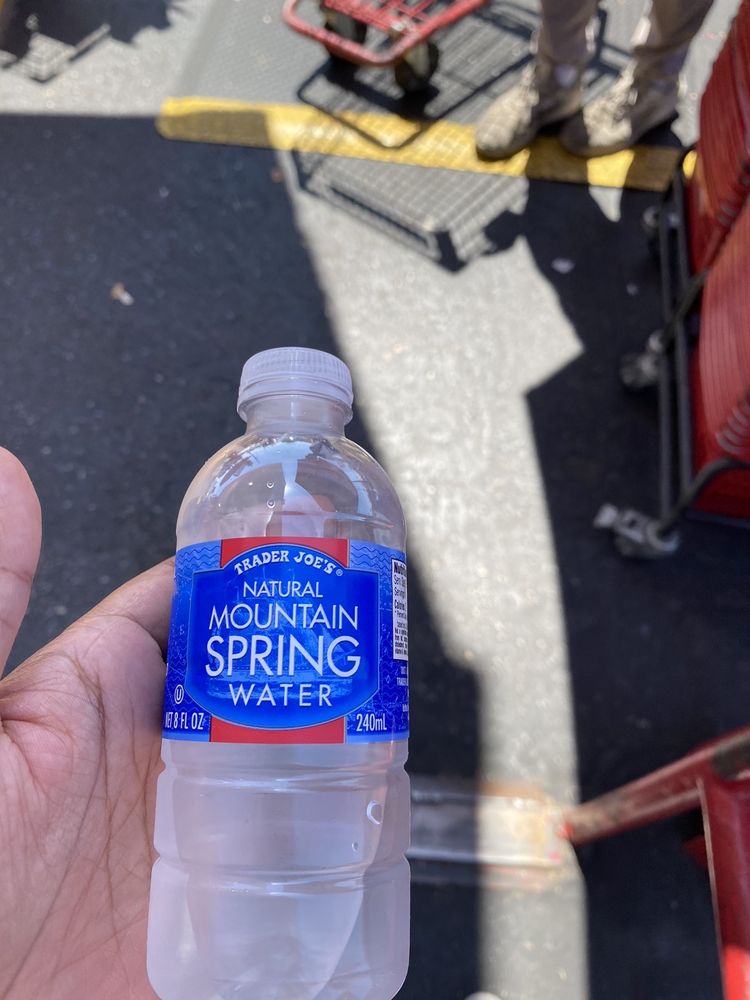 TRADER JOE'S®
NATURAL
MOUNTAIN
SPRING
WATER
U
NET 8 FL OZ
240mL